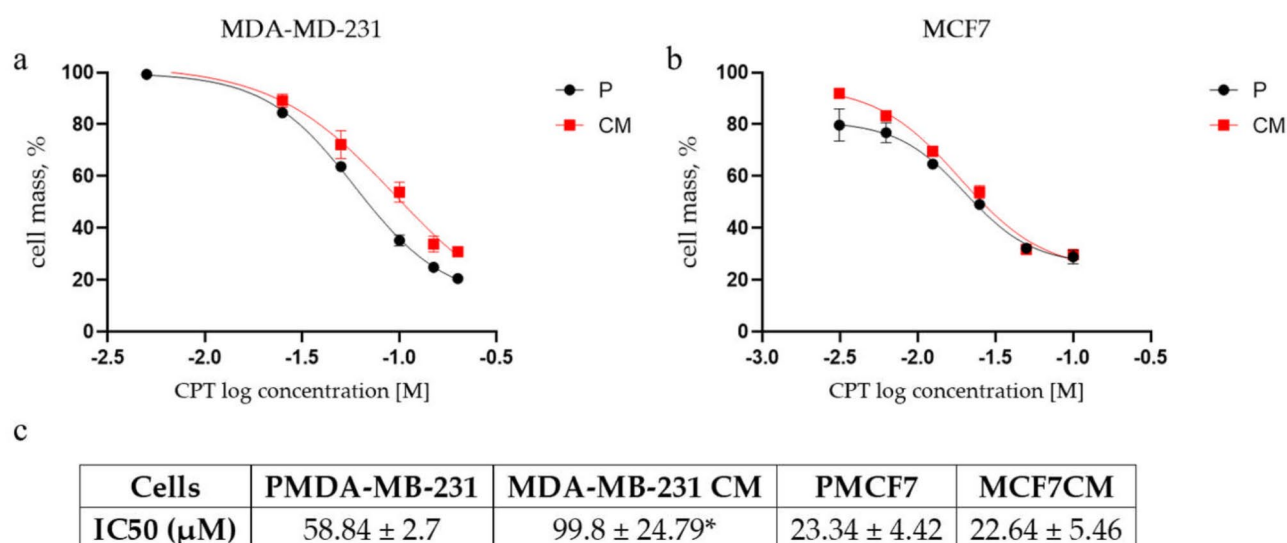 MDA-MD-231
MCF7
a
b
100
80
60
40
20
0
cell mass, %
-2.5 -2.0 -1.5 -1.0 -0.5
CPT log concentration [M]
P
CM
100
80
60
40
20
0
cell mass, %
-3.0 -2.5 -2.0 -1.5 -1.0 -0.5
CPT log concentration [M]
P
CM
c
Cells PMDA-MB-231 MDA-MB-231 CM PMCF7 MCF7CM
IC50 (μM) 58.84 ± 2.7 99.8 ± 24.79* 23.34 ± 4.42 22.64 ± 5.46